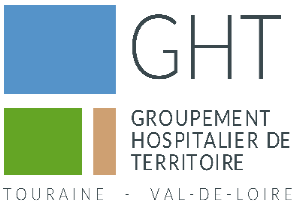 GHT
GROUPEMENT
HOSPITALIER DE
TERRITOIRE
TOURAINE - VAL-DE-LOIRE